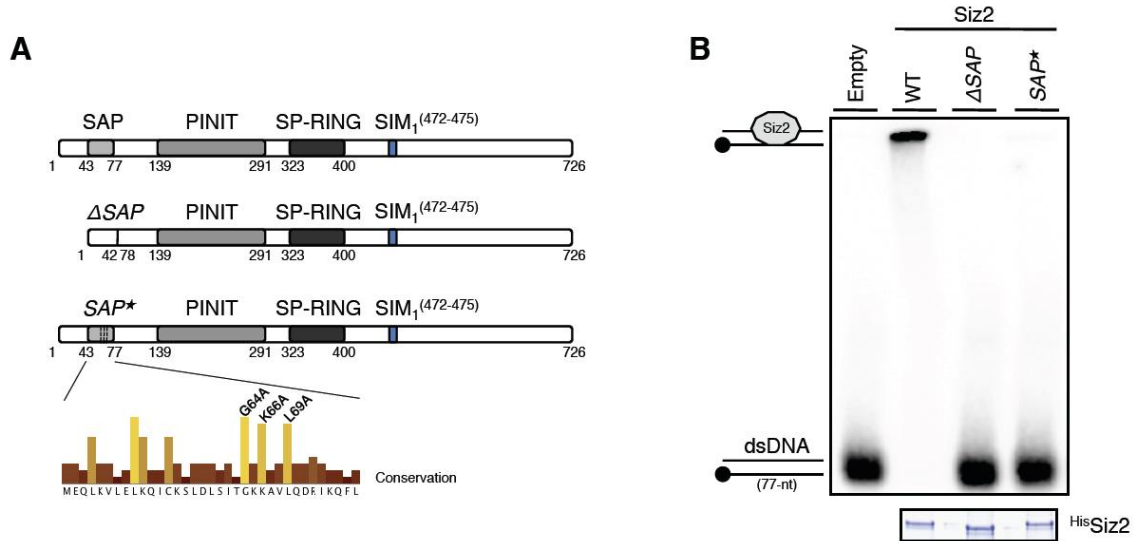 A
SAP PINIT SP-RING SIM1(472-475)
1 43 77 139 291 323 400 726
ΔSAP PINIT SP-RING SIM1(472-475)
1 42 78 139 291 323 400 726
SAP★ PINIT SP-RING SIM1(472-475)
1 43 77 139 291 323 400 726
G64A
K66A
L69A
Conservation
MEQLKVLELKQICKSLDLSITGKKAVLQDRIKQFL
B
Siz2
Empty
WT
ΔSAP
SAP★
Siz2
dsDNA
(77-nt)
HisSiz2